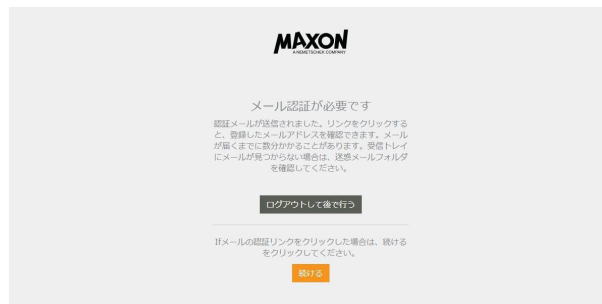 MAXON
A NEMETSCHEK COMPANY
メール認証が必要です
認証メールが送信されました。リンクをクリックする
と、登録したメールアドレスを確認できます。メール
が届くまでに数分かかることがあります。受信トレイ
にメールが見つからない場合は、迷惑メールフォルダ
を確認してください。
ログアウトして後で行う
Ifメールの認証リンクをクリックした場合は、続ける
をクリックしてください。
続ける